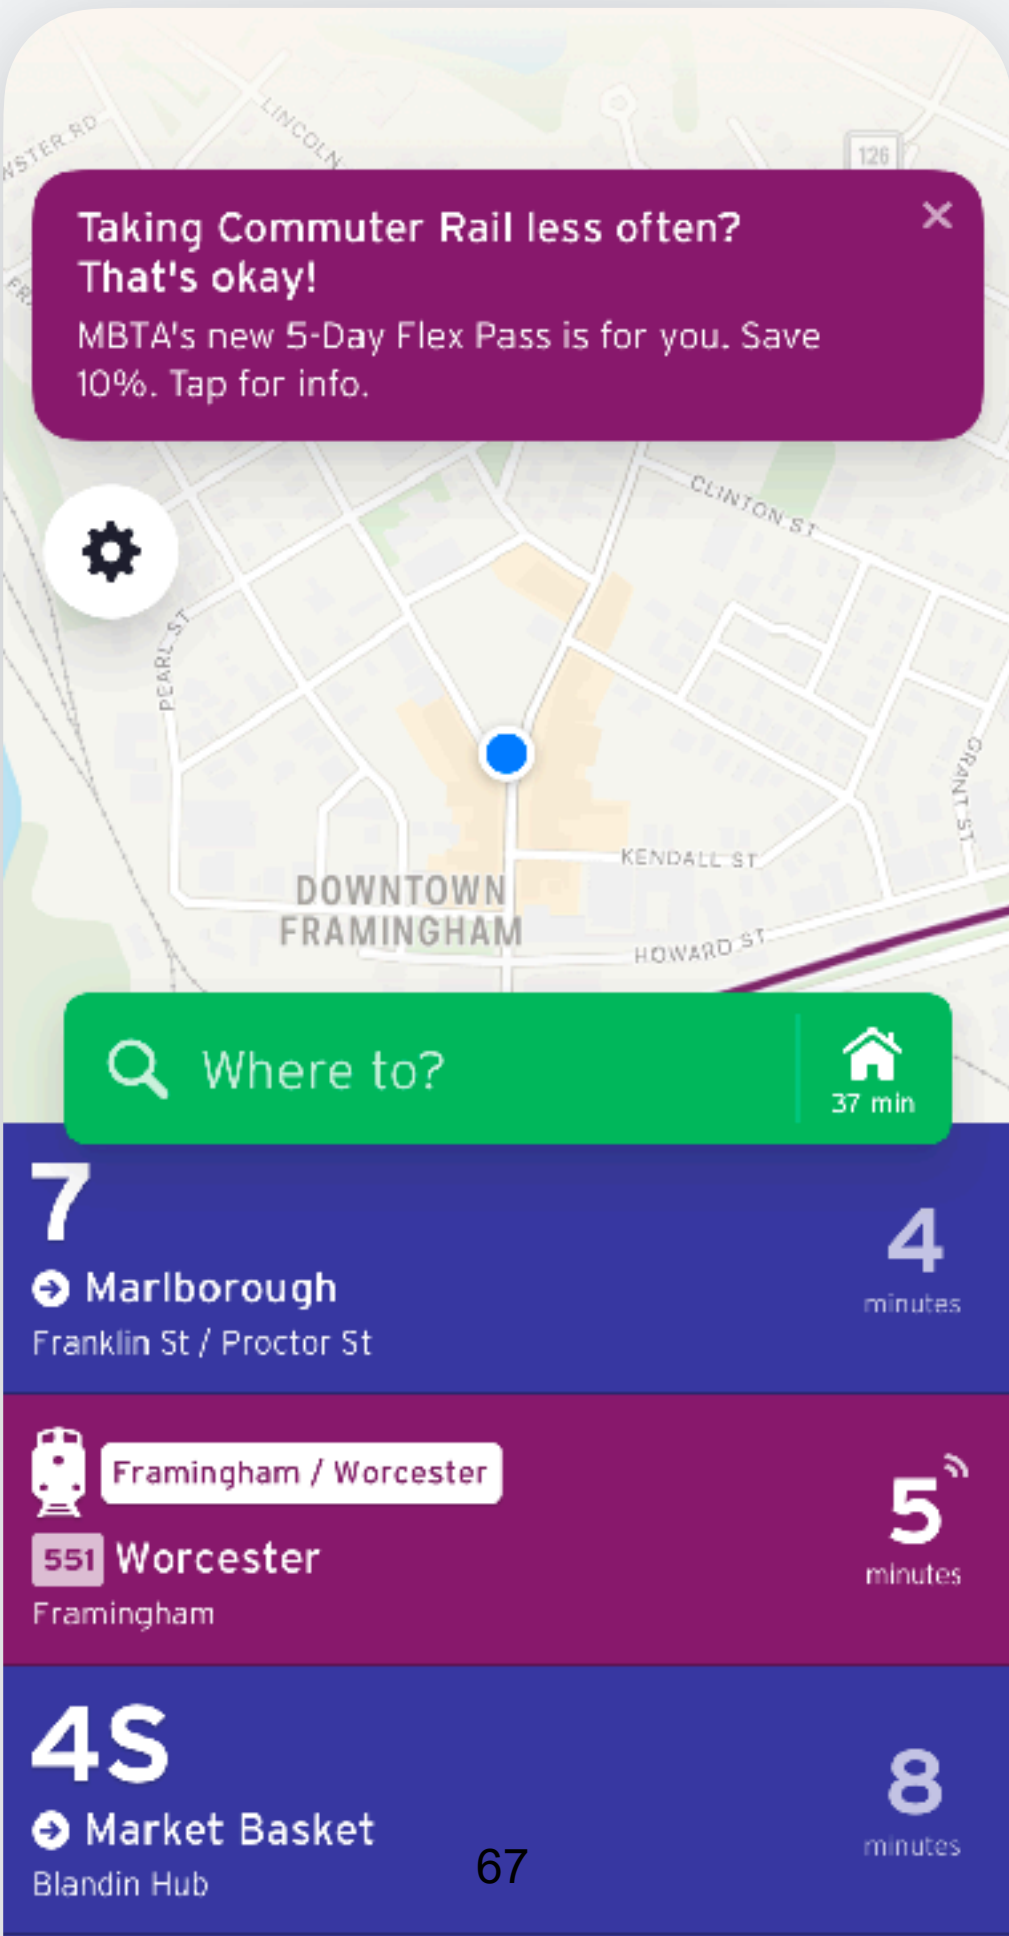 LINCOLN
126
Taking Commuter Rail less often?
That's okay!
MBTA's new 5-Day Flex Pass is for you. Save
10%. Tap for info.
CLINTON ST
PEARL ST
GRANT ST
KENDALL ST
DOWNTOWN
FRAMINGHAM
HOWARD ST
Where to?
37 min
7
Marlborough
Franklin St / Proctor St
4
minutes
Framingham / Worcester
551 Worcester
Framingham
5
minutes
4S
Market Basket
Blandin Hub
8
minutes
67